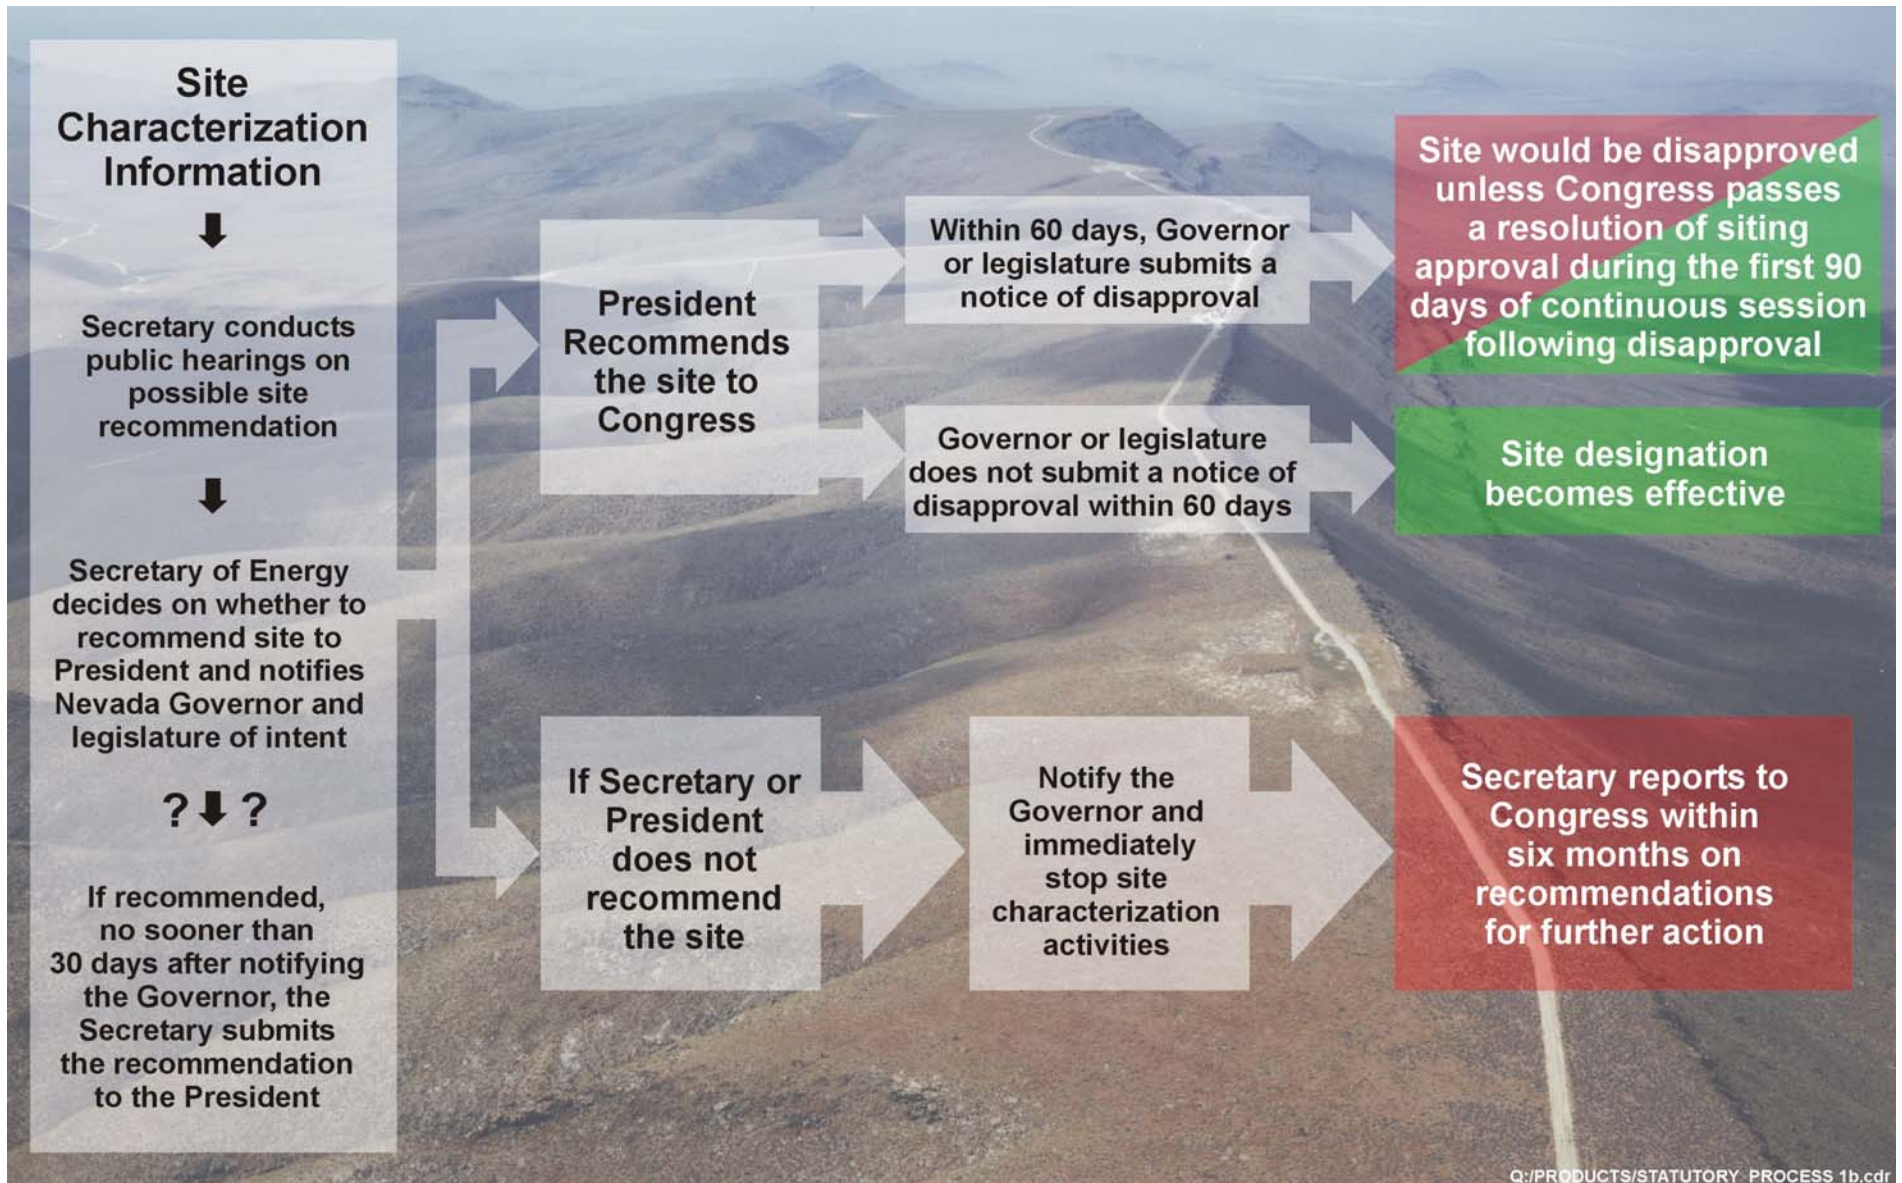 Site
Characterization
Information
Secretary conducts
public hearings on
possible site
recommendation
Secretary of Energy
decides on whether to
recommend site to
President and notifies
Nevada Governor and
legislature of intent
? ?
If recommended,
no sooner than
30 days after notifying
the Governor, the
Secretary submits
the recommendation
to the President
President
Recommends
the site to
Congress
Within 60 days, Governor
or legislature submits a
notice of disapproval
Site would be disapproved
unless Congress passes
a resolution of siting
approval during the first 90
days of continuous session
following disapproval
Governor or legislature
does not submit a notice of
disapproval within 60 days
Site designation
becomes effective
If Secretary or
President
does not
recommend
the site
Notify the
Governor and
immediately
stop site
characterization
activities
Secretary reports to
Congress within
six months on
recommendations
for further action
Q:/PRODUCTS/STATUTORY_PROCESS 1b.cdr